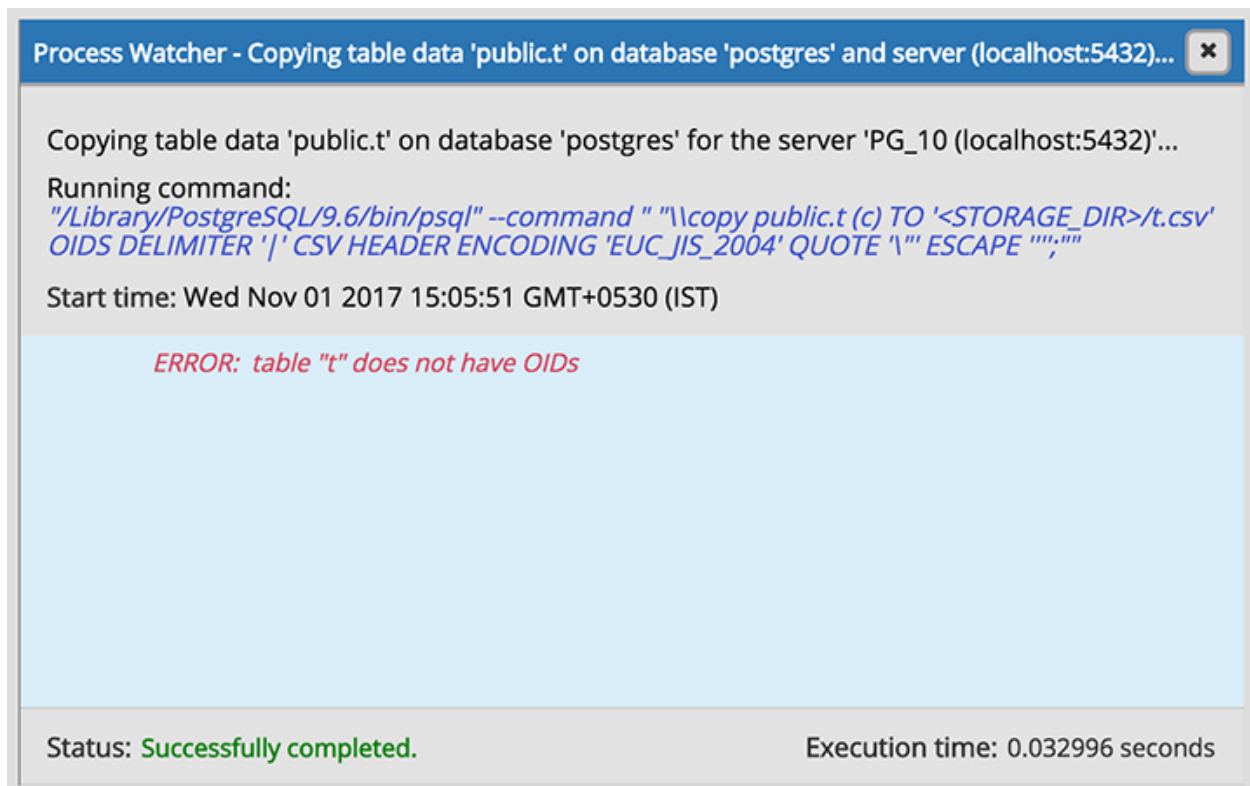 Process Watcher - Copying table data 'public.t' on database 'postgres' and server (localhost:5432)...
Copying table data 'public.t' on database 'postgres' for the server 'PG_10 (localhost:5432)'...
Running command:
"/Library/PostgreSQL/9.6/bin/psql" --command " "\\copy public.t (c) TO '<STORAGE_DIR>/t.csv'
OIDS DELIMITER '|' CSV HEADER ENCODING 'EUC_JIS_2004' QUOTE '\"' ESCAPE '''';""
Start time: Wed Nov 01 2017 15:05:51 GMT+0530 (IST)
ERROR:  table "t" does not have OIDs
Status: Successfully completed.
Execution time: 0.032996 seconds